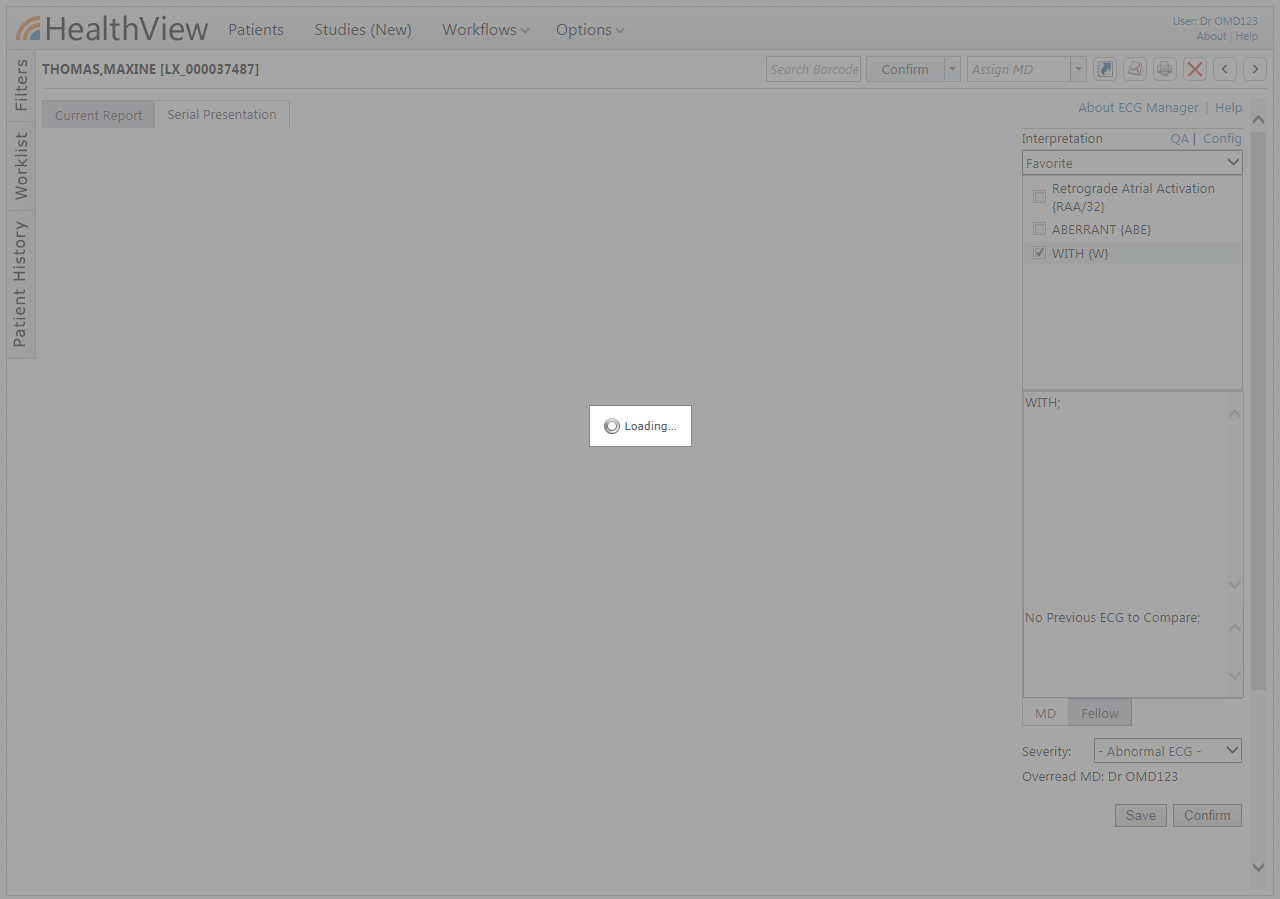 HealthView
Patients
Studies (New)
Workflows
Options
User: Dr OMD123
About | Help
Filters
Worklist
Patient History
THOMAS,MAXINE [LX_000037487]
Search Barcode
Confirm
Assign MD
Current Report
Serial Presentation
About ECG Manager | Help
Interpretation
QA | Config
Favorite
Retrograde Atrial Activation
{RAA/32}
ABERRANT {ABE}
WITH {W}
Loading...
WITH;
No Previous ECG to Compare;
MD
Fellow
Severity:
- Abnormal ECG -
Overread MD: Dr OMD123
Save
Confirm